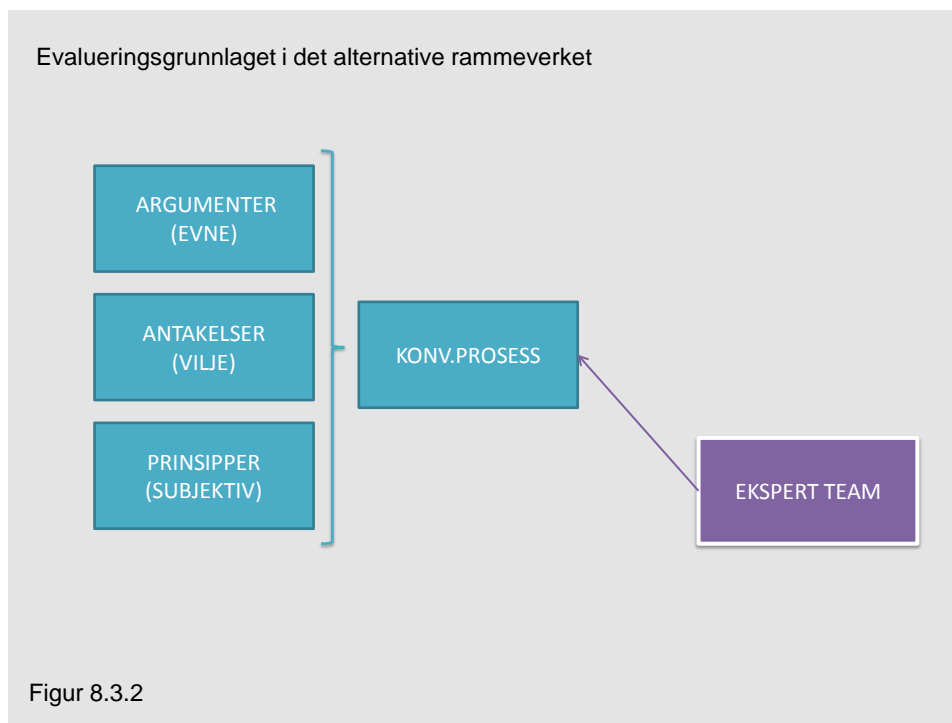 Evalueringsgrunnlaget i det alternative rammeverket
ARGUMENTER
(EVNE)
ANTAKELSER
(VILJE)
PRINSIPPER
(SUBJEKTIV)
KONV.PROSESS
EKSPERT TEAM
Figur 8.3.2